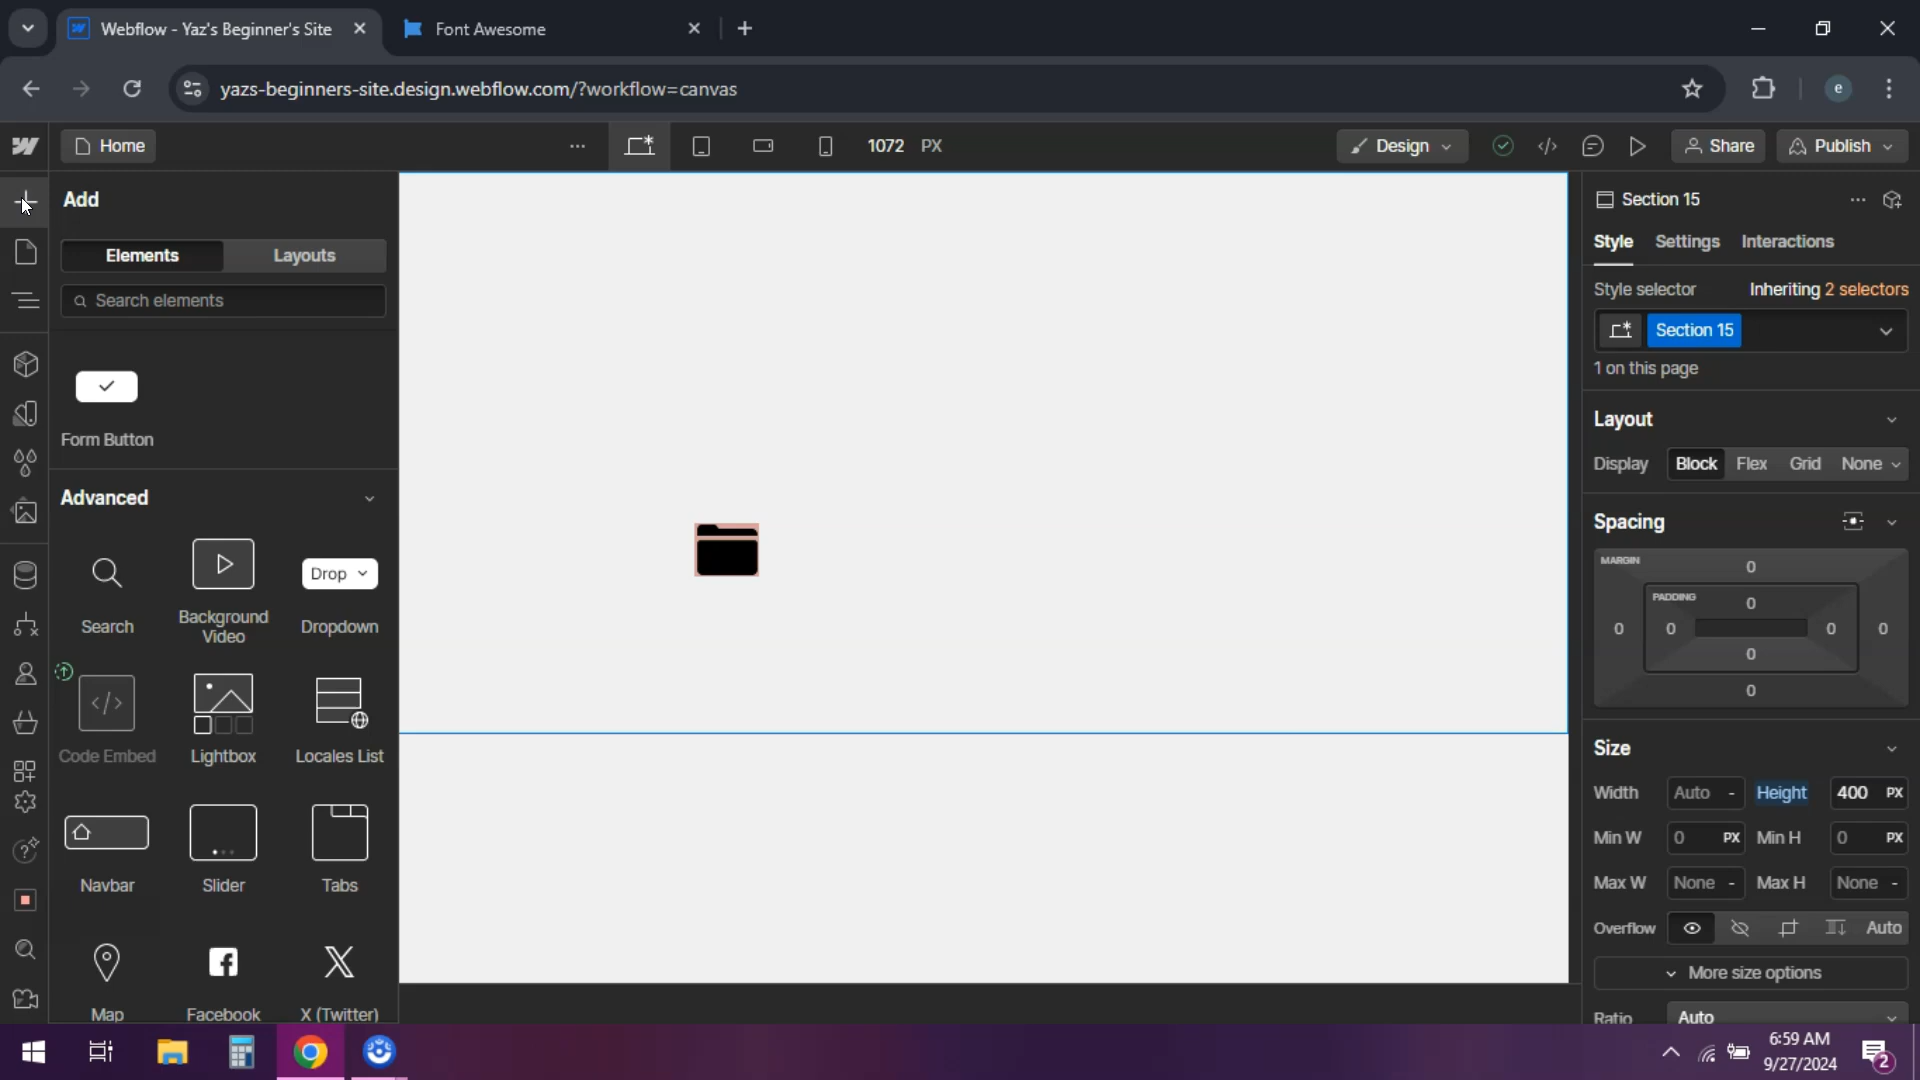 Webflow - Yaz's Beginner's Site
Font Awesome
yazs-beginners-site.design.webflow.com/?workflow=canvas
e
Home
1072 PX
Design
Share
Publish
Add
Elements
Layouts
Search elements
Form Button
Advanced
Search
Background
Video
Drop
Dropdown
Code Embed
Lightbox
Locales List
Navbar
Slider
Tabs
Map
Facebook
X (Twitter)
Section 15
Style
Settings
Interactions
Style selector
Inheriting 2 selectors
Section 15
1 on this page
Layout
Display
Block
Flex
Grid
None
Spacing
MARGIN
0
PADDING
0
0
0
0
0
0
0
Size
Width
Auto -
Height
400 PX
Min W
0 PX
Min H
0 PX
Max W
None -
Max H
None -
Overflow
Auto
More size options
Ratio
Auto
6:59 AM
9/27/2024
2